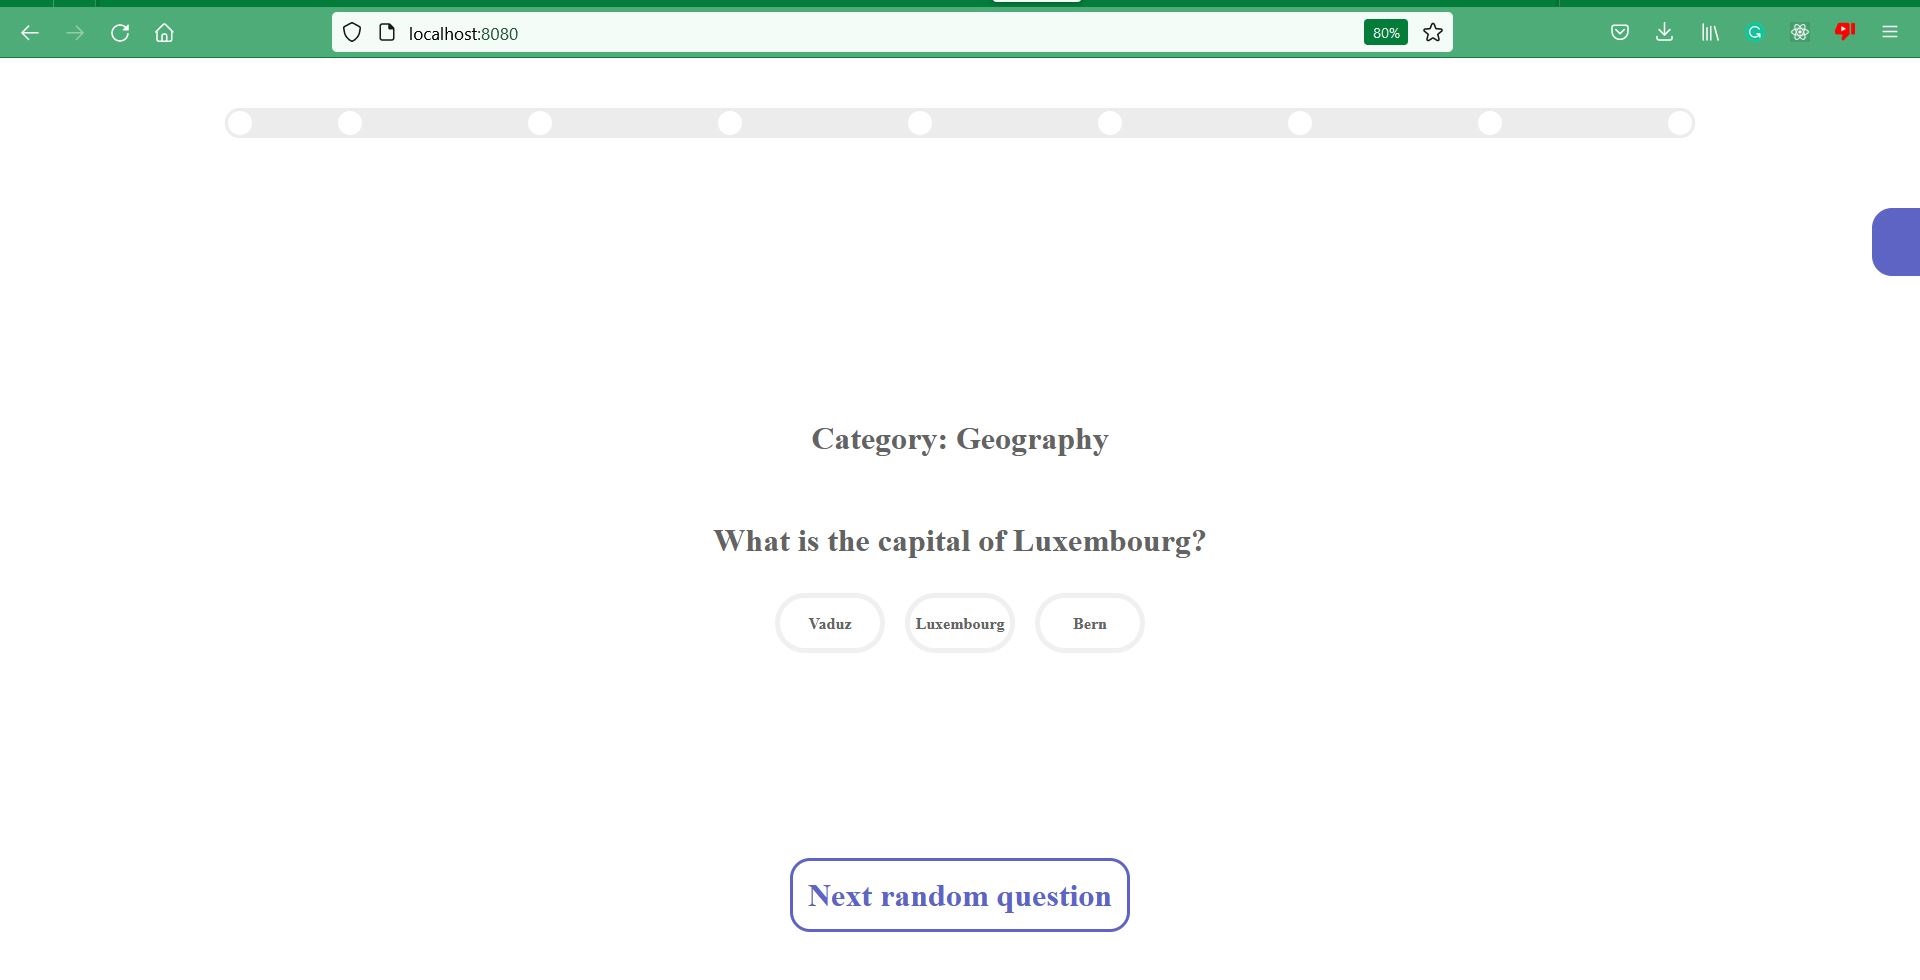 localhost:8080
80%
Category: Geography
What is the capital of Luxembourg?
Vaduz
Luxembourg
Bern
Next random question